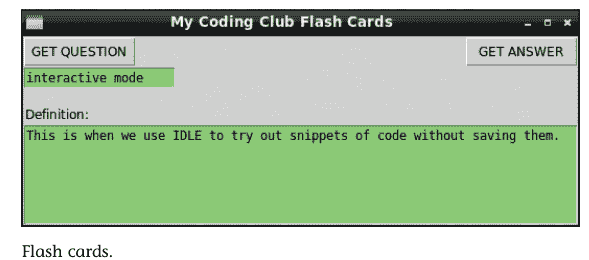 My Coding Club Flash Cards
GET QUESTION
GET ANSWER
interactive mode
Definition:
This is when we use IDLE to try out snippets of code without saving them.
Flash cards.